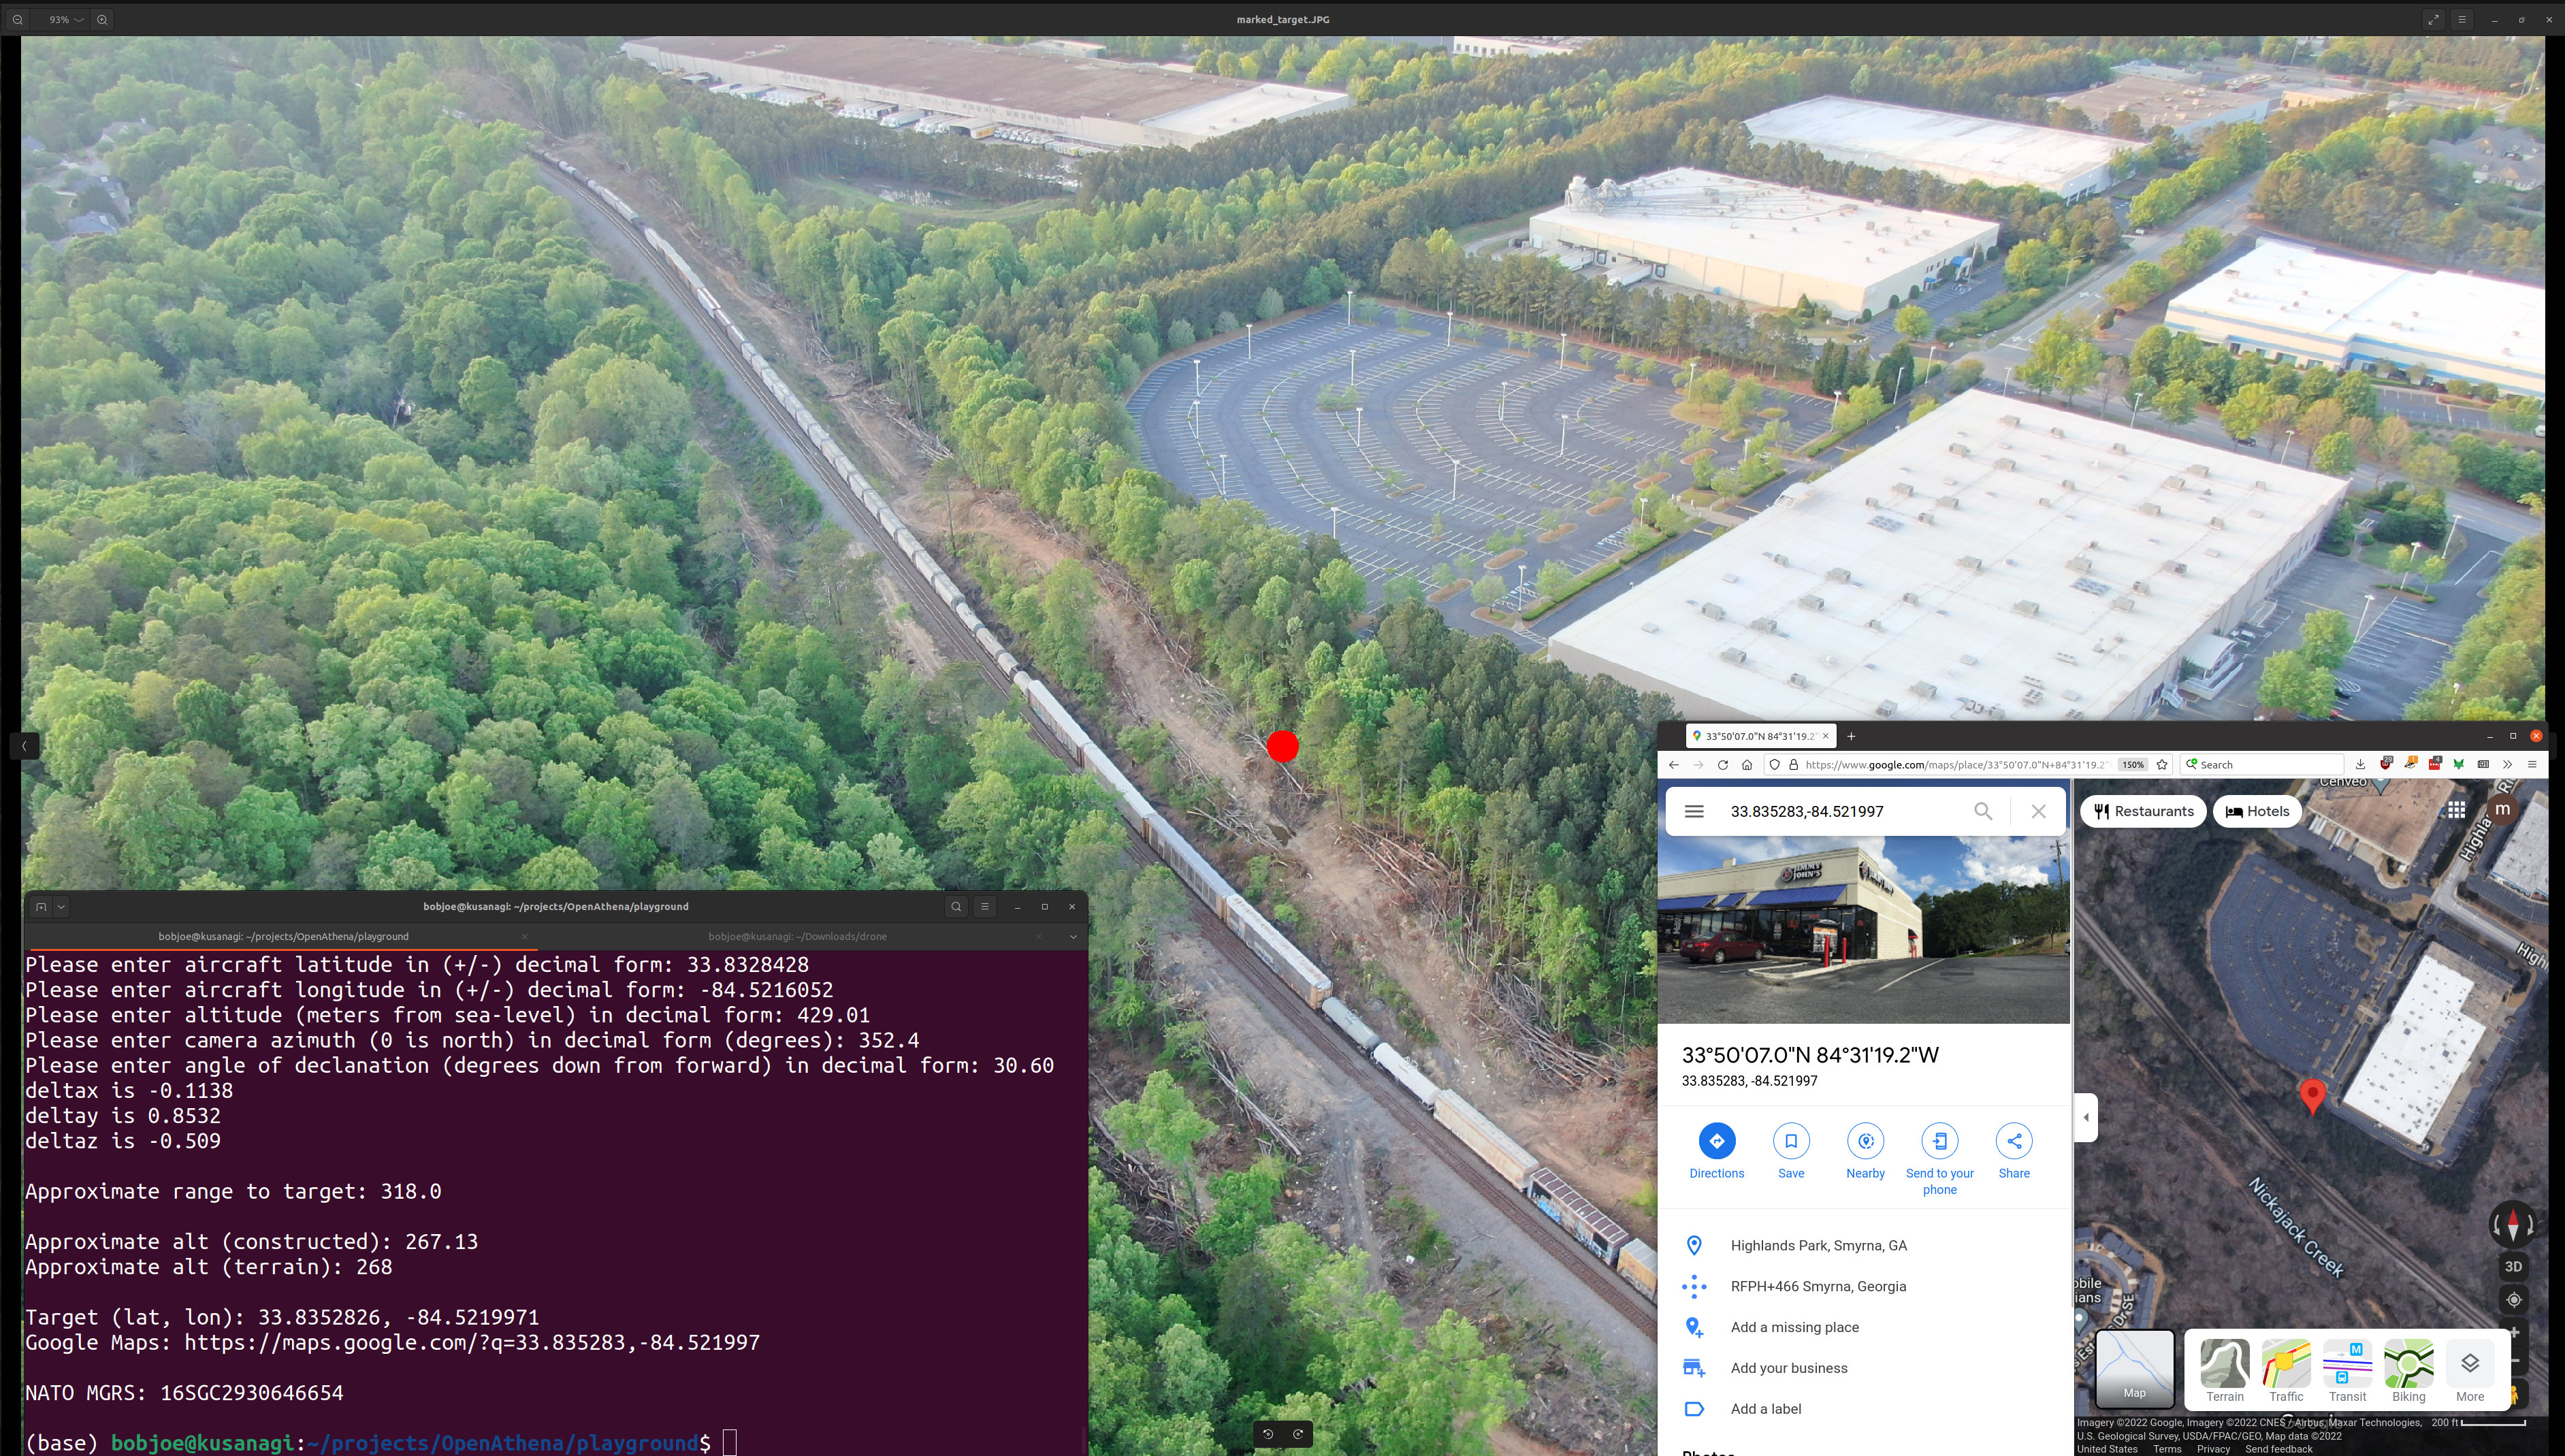 93%
marked_target.JPG
bobjoe@kusanagi: ~/projects/OpenAthena/playground
bobjoe@kusanagi: ~/projects/OpenAthena/playground
bobjoe@kusanagi: ~/Downloads/drone
Please enter aircraft latitude in (+/-) decimal form: 33.8328428
Please enter aircraft longitude in (+/-) decimal form: -84.5216052
Please enter altitude (meters from sea-level) in decimal form: 429.01
Please enter camera azimuth (0 is north) in decimal form (degrees): 352.4
Please enter angle of declanation (degrees down from forward) in decimal form: 30.60
deltax is -0.1138
deltay is 0.8532
deltaz is -0.509
Approximate range to target: 318.0
Approximate alt (constructed): 267.13
Approximate alt (terrain): 268
Target (lat, lon): 33.8352826, -84.5219971
Google Maps: https://maps.google.com/?q=33.835283,-84.521997
NATO MGRS: 16SGC2930646654
(base) bobjoe@kusanagi:~/projects/OpenAthena/playground$
33°50'07.0"N 84°31'19.2"
https://www.google.com/maps/place/33°50'07.0"N+84°31'19.2"
150%
Search
33.835283,-84.521997
JIMMY JOHN'S
33°50'07.0"N 84°31'19.2"W
33.835283, -84.521997
Directions
Save
Nearby
Send to your phone
Share
Highlands Park, Smyrna, GA
RFPH+466 Smyrna, Georgia
Add a missing place
Add your business
Add a label
Photos
Restaurants
Hotels
Cenveo
m
Highla
High
Nickajack Creek
3D
Map
Terrain
Traffic
Transit
Biking
More
Imagery ©2022 Google, Imagery ©2022 CNES / Airbus, Maxar Technologies,
200 ft
U.S. Geological Survey, USDA/FPAC/GEO, Map data ©2022
United States
Terms
Privacy
Send feedback